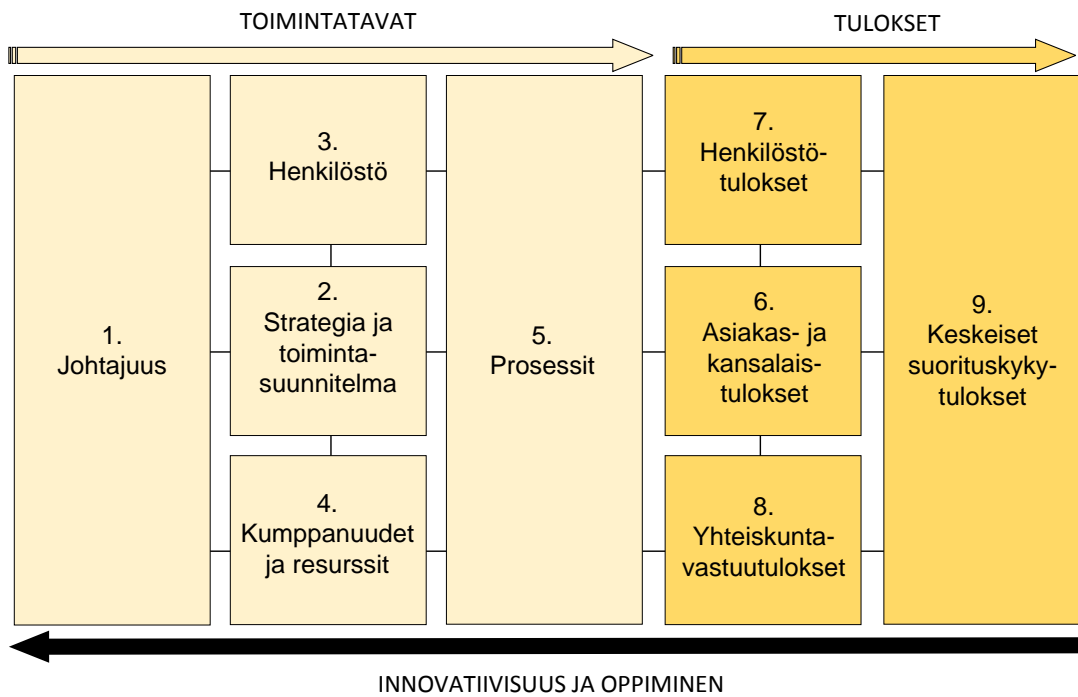 TOIMINTATAVAT
TULOKSET
1.
Johtajuus
3.
Henkilöstö
2.
Strategia ja
toiminta-
suunnitelma
4.
Kumppanuudet
ja resurssit
5.
Prosessit
7.
Henkilöstö-
tulokset
6.
Asiakas- ja
kansalais-
tulokset
8.
Yhteiskunta-
vastuutulokset
9.
Keskeiset
suorituskyky-
tulokset
INNOVATIIVISUUS JA OPPIMINEN